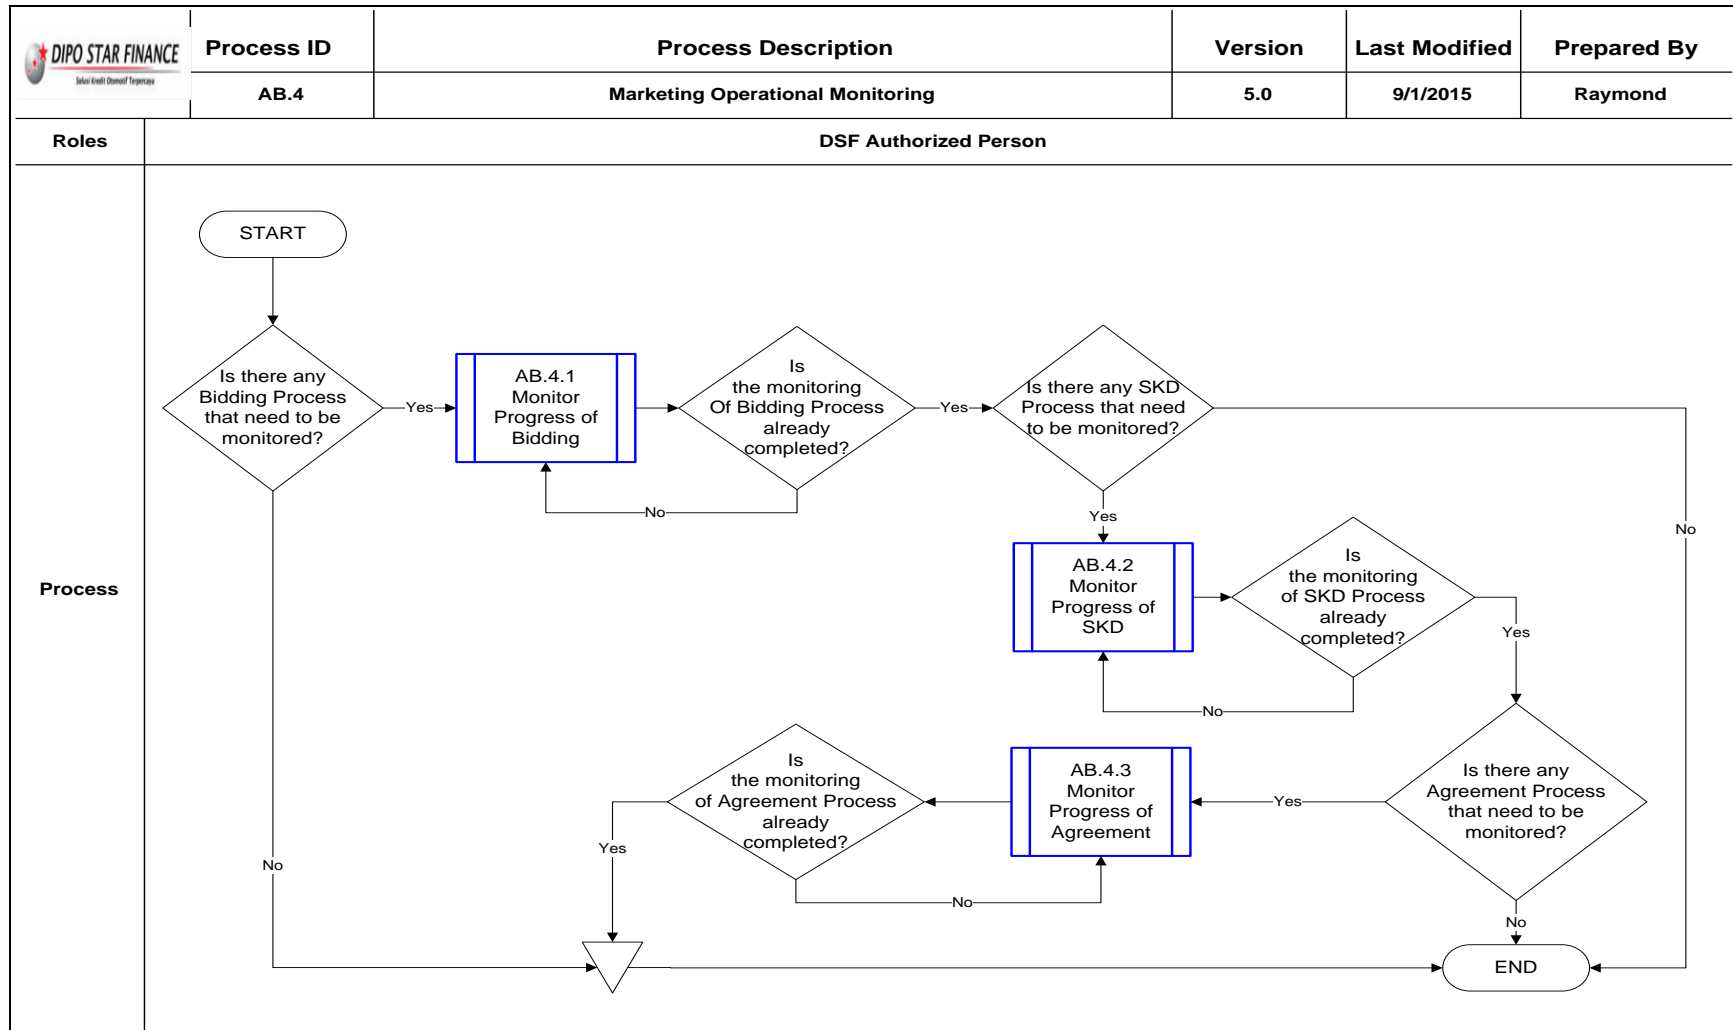 DIPO STAR FINANCE
Solusi Kredit Otomotif Terpercaya
Process ID
Process Description
Version
Last Modified
Prepared By
AB.4
Marketing Operational Monitoring
5.0
9/1/2015
Raymond
Roles
DSF Authorized Person
Process
START
Is there any
Bidding Process
that need to be
monitored?
Yes
AB.4.1
Monitor
Progress of
Bidding
Is
the monitoring
Of Bidding Process
already
completed?
Yes
Is there any SKD
Process that need
to be monitored?
No
Yes
No
AB.4.2
Monitor
Progress of
SKD
Is
the monitoring
of SKD Process
already
completed?
Yes
No
Is
the monitoring
of Agreement Process
already
completed?
AB.4.3
Monitor
Progress of
Agreement
Yes
Is there any
Agreement Process
that need to be
monitored?
Yes
No
No
No
END